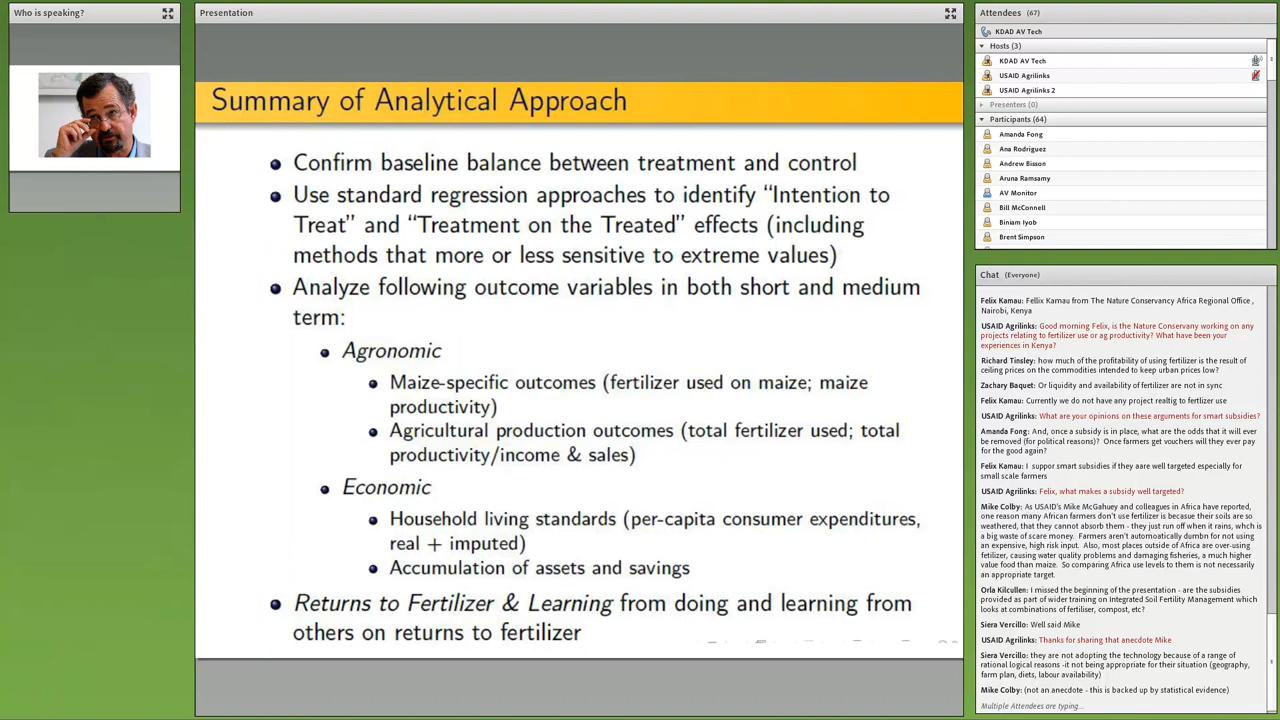 Who is speaking?
Presentation
Summary of Analytical Approach
Confirm baseline balance between treatment and control
Use standard regression approaches to identify “Intention to
Treat” and “Treatment on the Treated” effects (including
methods that more or less sensitive to extreme values)
Analyze following outcome variables in both short and medium
term:
Agronomic
Maize-specific outcomes (fertilizer used on maize; maize
productivity)
Agricultural production outcomes (total fertilizer used; total
productivity/income & sales)
Economic
Household living standards (per-capita consumer expenditures,
real + imputed)
Accumulation of assets and savings
Returns to Fertilizer & Learning from doing and learning from
others on returns to fertilizer
Attendees (67)
KDAD AV Tech
Hosts (3)
KDAD AV Tech
USAID Agrilinks
USAID Agrilinks 2
Presenters (0)
Participants (64)
Amanda Fong
Ana Rodriguez
Andrew Bisson
Aruna Ramsamy
AV Monitor
Bill McConnell
Biniam Iyob
Brent Simpson
Chat (Everyone)
Felix Kamau: Fellix Kamau from The Nature Conservancy Africa Regional Office ,
Nairobi, Kenya
USAID Agrilinks: Good morning Felix, is the Nature Conservany working on any
projects relating to fertilizer use or ag productivity? What have been your
experiences in Kenya?
Richard Tinsley: how much of the profitability of using fertilizer is the result of
ceiling prices on the commodities intended to keep urban prices low?
Zachary Baquet: Or liquidity and availability of fertilizer are not in sync
Felix Kamau: Currently we do not have any project realtig to fertlizer use
USAID Agrilinks: What are your opinions on these arguments for smart subsidies?
Amanda Fong: And, once a subsidy is in place, what are the odds that it will ever
be removed (for political reasons)? Once farmers get vouchers will they ever pay
for the good again?
Felix Kamau: I suppor smart subsidies if they aare well targeted especially for
small scale farmers
USAID Agrilinks: Felix, what makes a subsidy well targeted?
Mike Colby: As USAID's Mike McGahuey and colleagues in Africa have reported,
one reason many African farmers don't use fertilizer is because their soils are so
weathered, that they cannot absorb them - they just run off when it rains, whch is
a big waste of scare money. Farmers aren't autoomatically dumbn for not using
an expensive, high risk input. Also, most places outside of Africa are over-using
fetilizer, causing water quality problems and damaging fisheries, a much higher
value food than maize. So comparing Africa use levels to them is not necessarily
an appropriate target.
Orla Kilcullen: I missed the beginning of the presentation - are the subsidies
provided as part of wider training on Integrated Soil Fertility Management which
looks at combinations of fertiliser, compost, etc?
Siera Vercillo: Well said Mike
USAID Agrilinks: Thanks for sharing that anecdote Mike
Siera Vercillo: they are not adopting the technology because of a range of
rational logical reasons -it not being appropriate for their situation (geography,
farm plan, diets, labour availability)
Mike Colby: (not an anecdote - this is backed up by statistical evidence)
Multiple Attendees are typing...